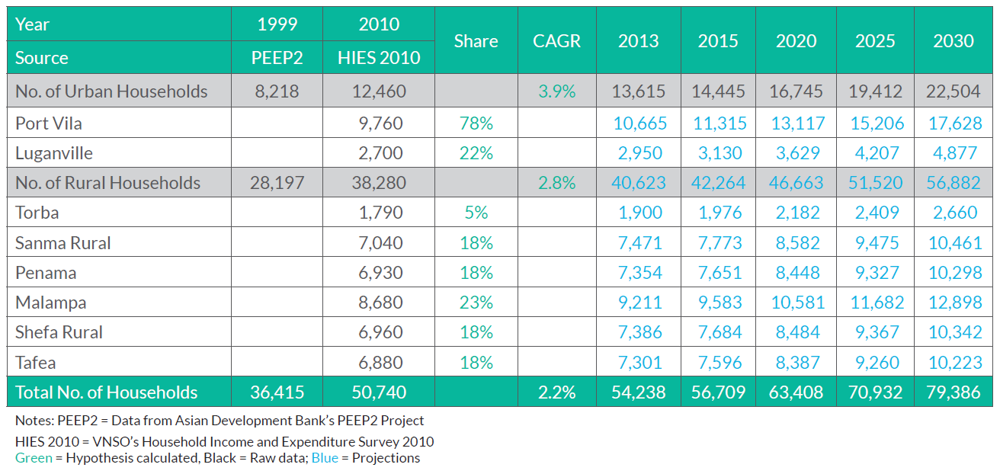 Year 1999 2010 Share CAGR 2013 2015 2020 2025 2030
Source PEEP2 HIES 2010
No. of Urban Households 8,218 12,460 3.9% 13,615 14,445 16,745 19,412 22,504
Port Vila 9,760 78% 10,665 11,315 13,117 15,206 17,628
Luganville 2,700 22% 2,950 3,130 3,629 4,207 4,877
No. of Rural Households 28,197 38,280 2.8% 40,623 42,264 46,663 51,520 56,882
Torba 1,790 5% 1,900 1,976 2,182 2,409 2,660
Sanma Rural 7,040 18% 7,471 7,773 8,582 9,475 10,461
Penama 6,930 18% 7,354 7,651 8,448 9,327 10,298
Malampa 8,680 23% 9,211 9,583 10,581 11,682 12,898
Shefa Rural 6,960 18% 7,386 7,684 8,484 9,367 10,342
Tafea 6,880 18% 7,301 7,596 8,387 9,260 10,223
Total No. of Households 36,415 50,740 2.2% 54,238 56,709 63,408 70,932 79,386
Notes: PEEP2 = Data from Asian Development Bank’s PEEP2 Project
HIES 2010 = VNSO’s Household Income and Expenditure Survey 2010
Green = Hypothesis calculated, Black = Raw data; Blue = Projections